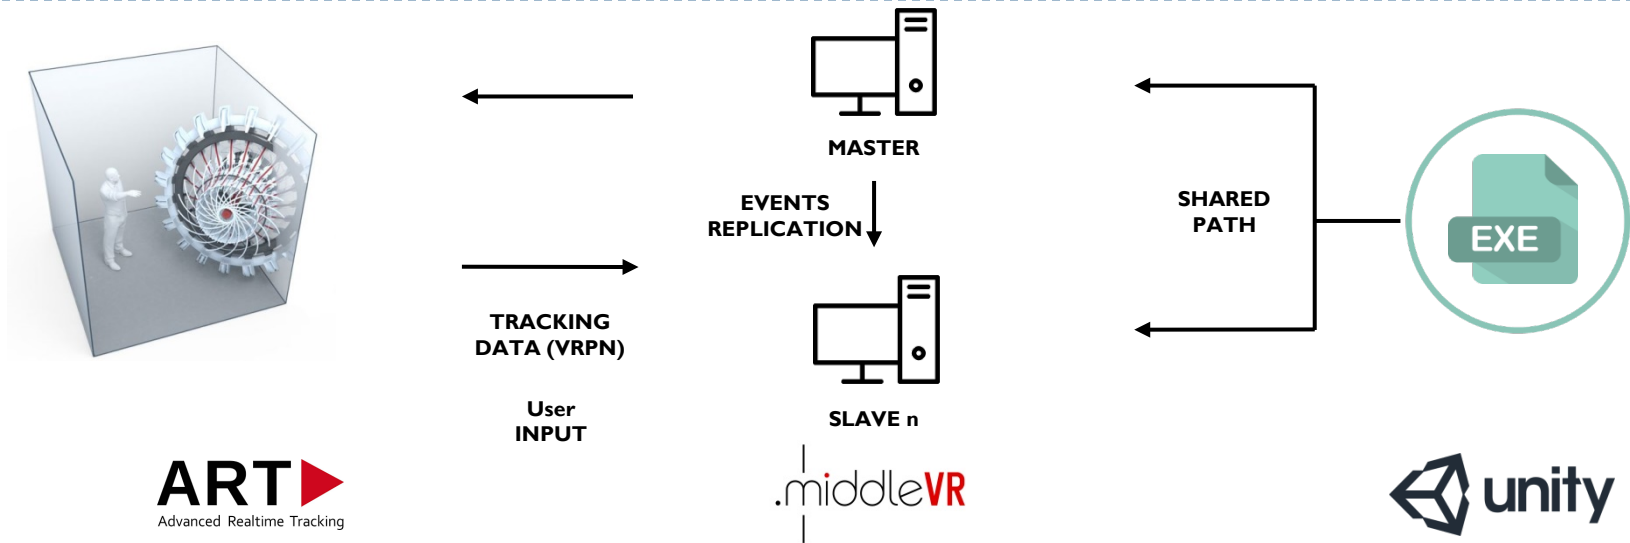 MASTER
EVENTS
REPLICATION
SHARED
PATH
EXE
TRACKING
DATA (VRPN)
User
INPUT
SLAVE n
ART
Advanced Realtime Tracking
.middleVR
unity